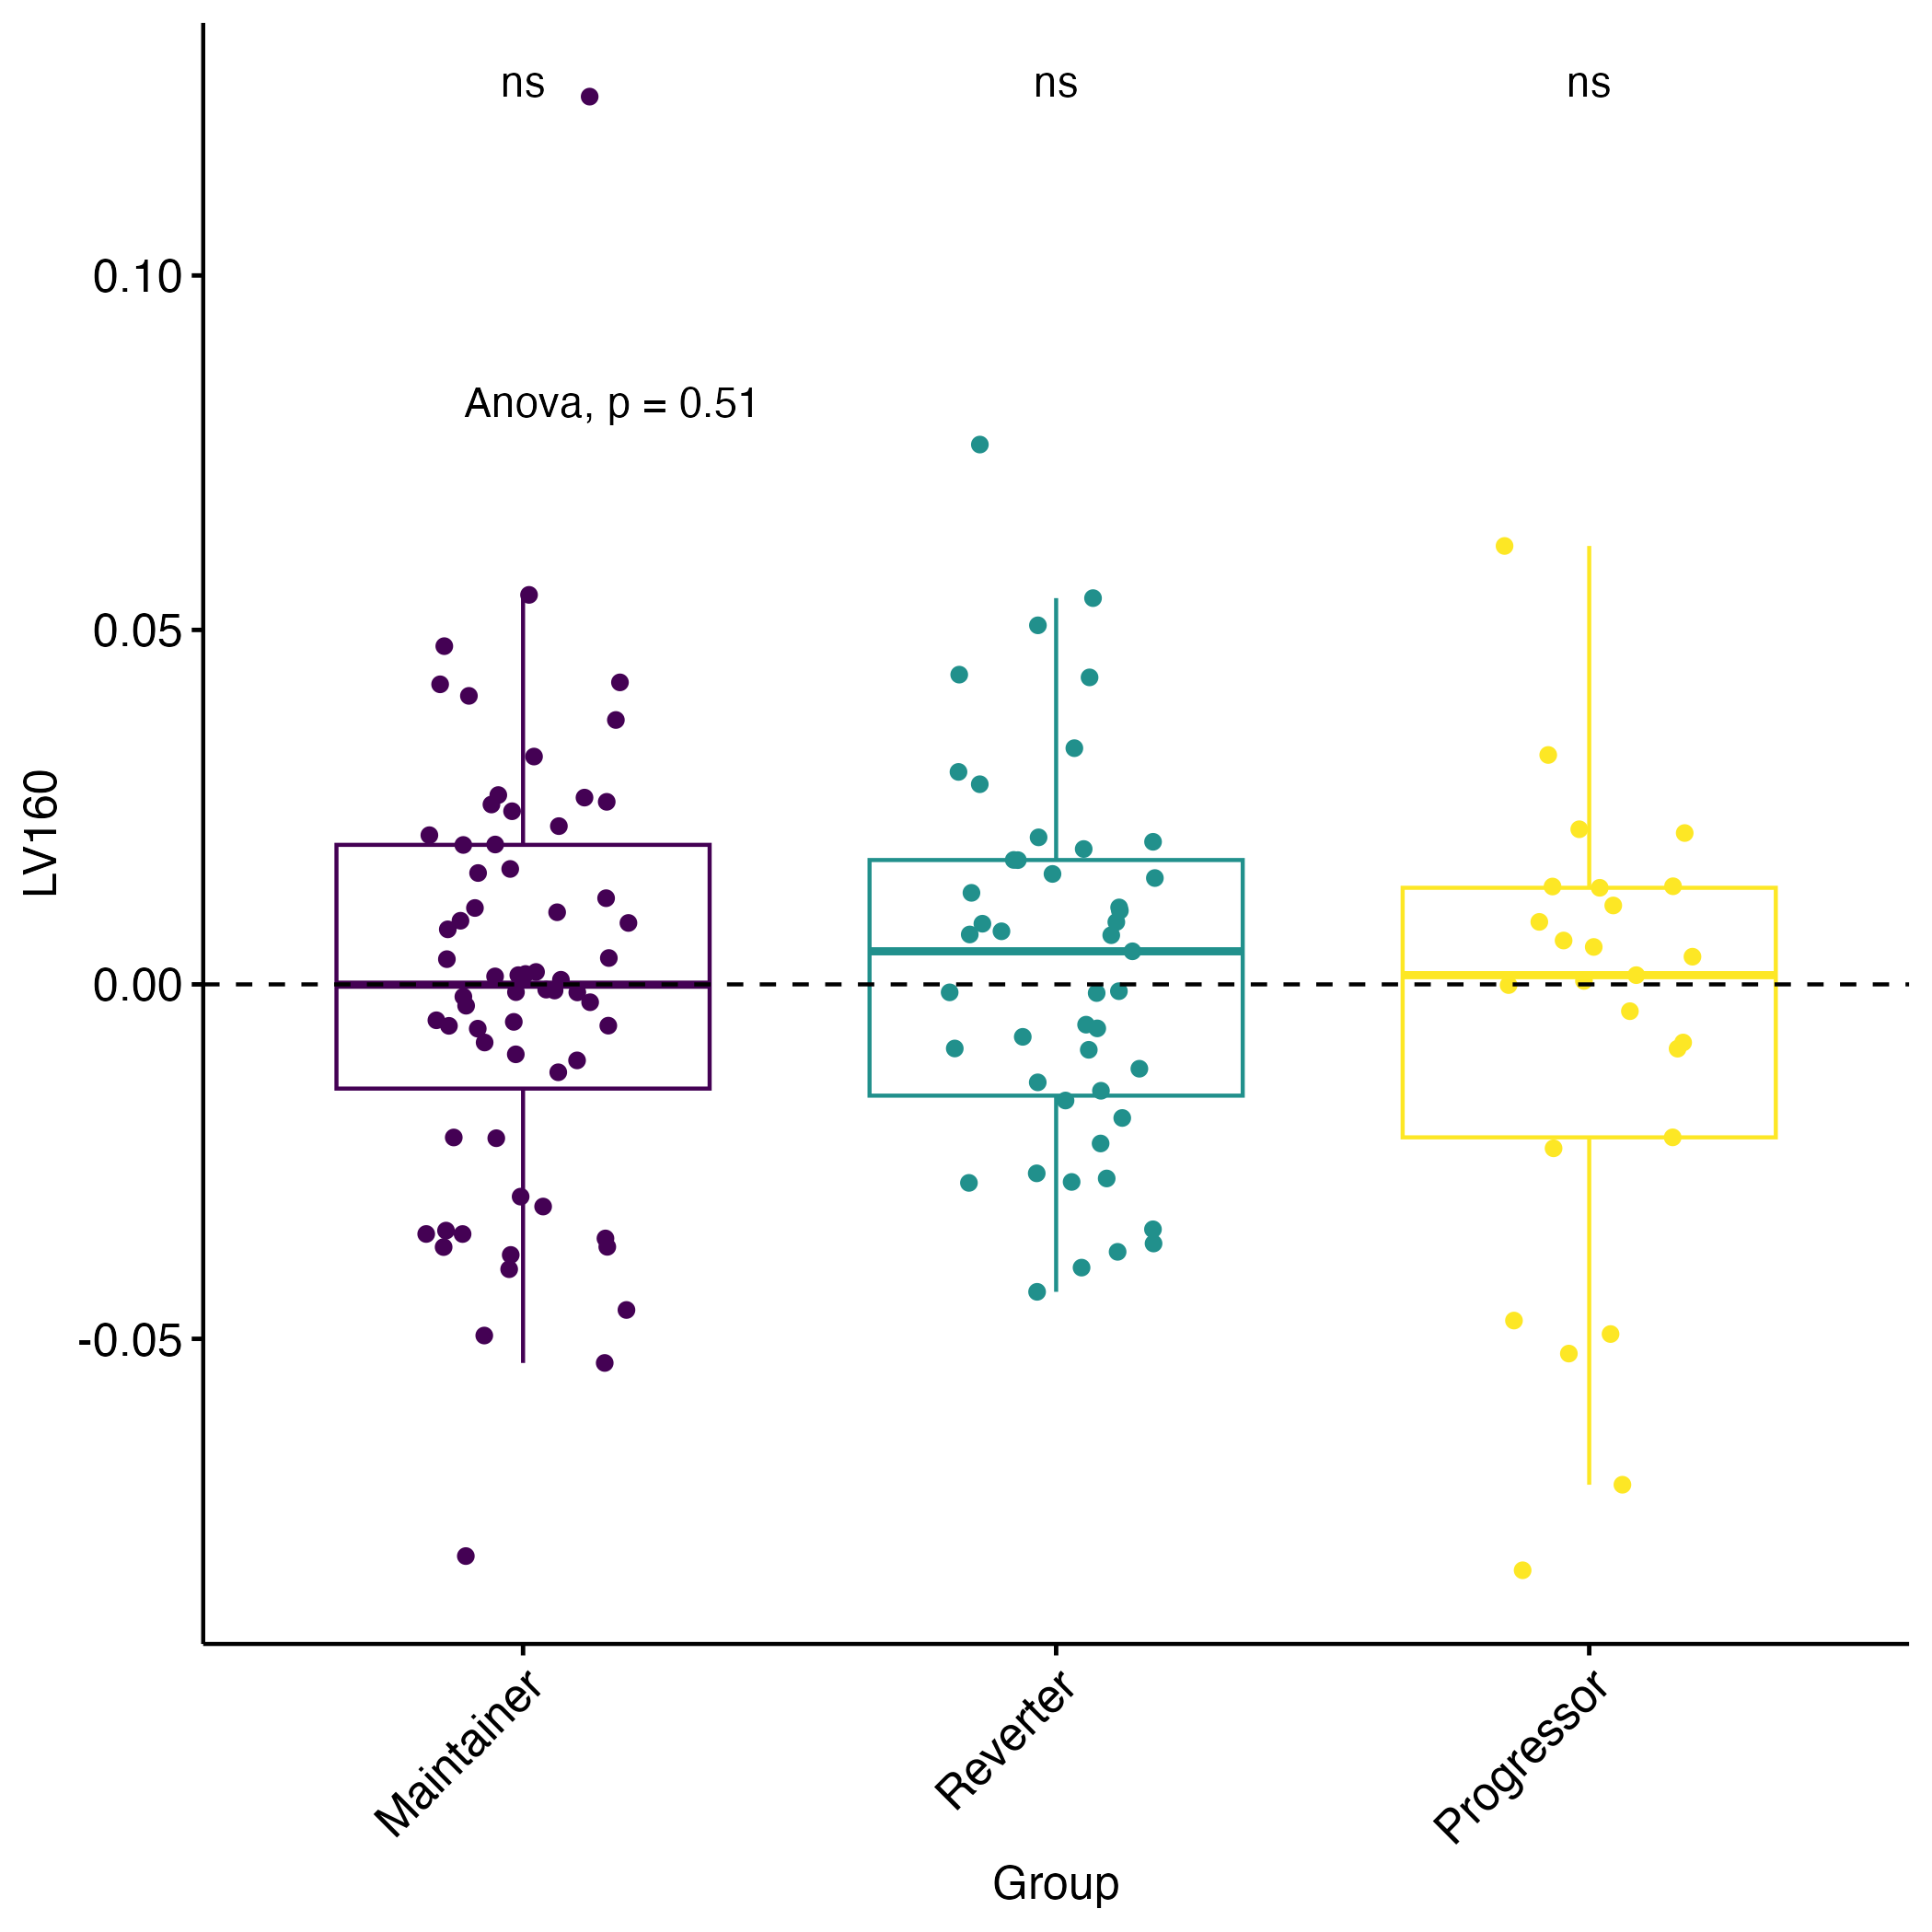 ns ns ns
0.10
Anova, p = 0.51
0.05
LV160
0.00
-0.05
Maintainer Reverter Progressor
Group